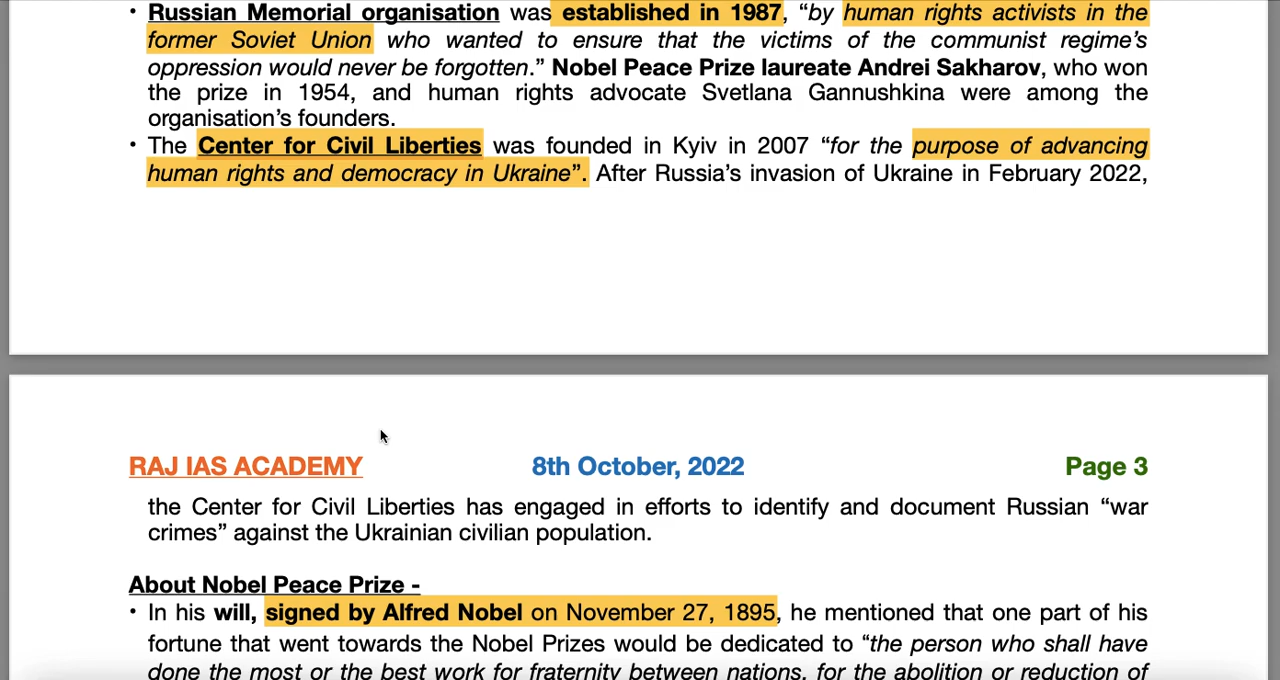 • Russian Memorial organisation was established in 1987, “by human rights activists in the
former Soviet Union who wanted to ensure that the victims of the communist regime’s
oppression would never be forgotten.” Nobel Peace Prize laureate Andrei Sakharov, who won
the prize in 1954, and human rights advocate Svetlana Gannushkina were among the
organisation’s founders.
• The Center for Civil Liberties was founded in Kyiv in 2007 “for the purpose of advancing
human rights and democracy in Ukraine”. After Russia’s invasion of Ukraine in February 2022,
RAJ IAS ACADEMY 8th October, 2022 Page 3
the Center for Civil Liberties has engaged in efforts to identify and document Russian “war
crimes” against the Ukrainian civilian population.
About Nobel Peace Prize -
• In his will, signed by Alfred Nobel on November 27, 1895, he mentioned that one part of his
fortune that went towards the Nobel Prizes would be dedicated to “the person who shall have
done the most or the best work for fraternity between nations, for the abolition or reduction of